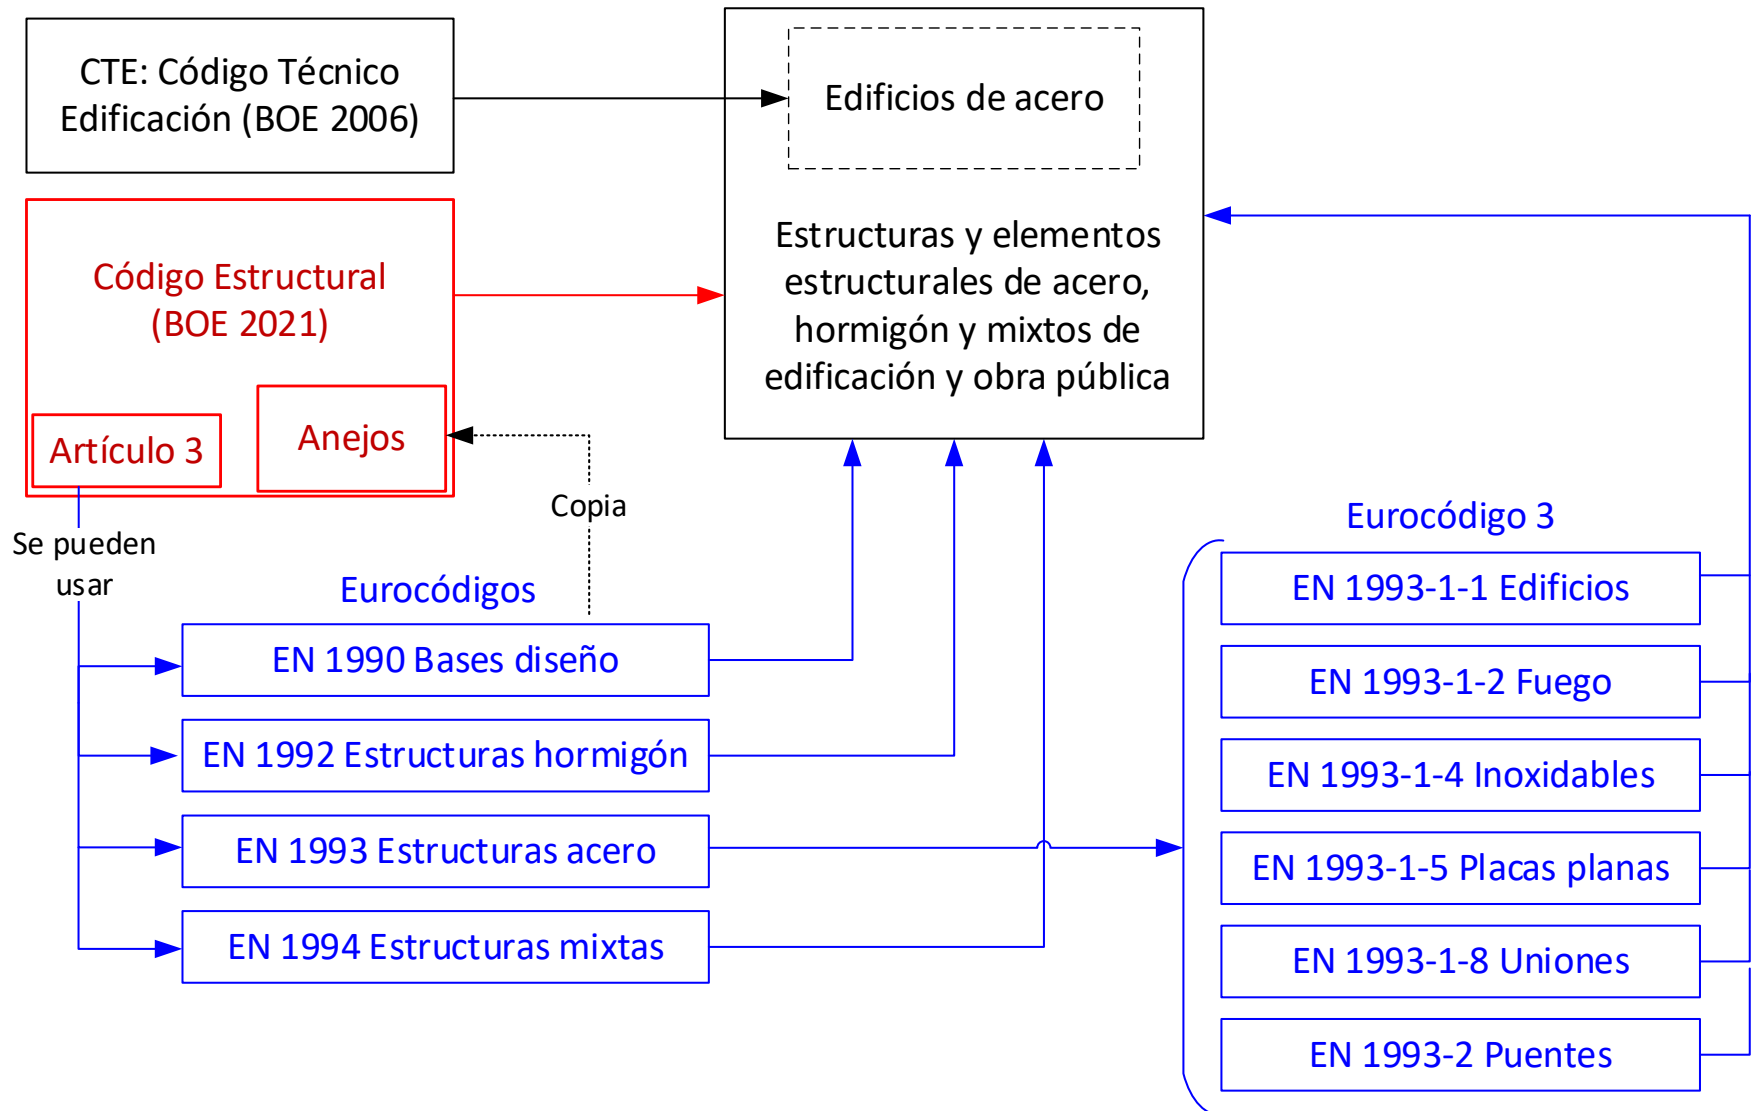 CTE: Código Técnico
Edificación (BOE 2006)
Edificios de acero
Código Estructural
(BOE 2021)
Artículo 3
Anejos
Estructuras y elementos
estructurales de acero,
hormigón y mixtos de
edificación y obra pública
Copia
Se pueden
usar
Eurocódigos
EN 1990 Bases diseño
EN 1992 Estructuras hormigón
EN 1993 Estructuras acero
EN 1994 Estructuras mixtas
Eurocódigo 3
EN 1993-1-1 Edificios
EN 1993-1-2 Fuego
EN 1993-1-4 Inoxidables
EN 1993-1-5 Placas planas
EN 1993-1-8 Uniones
EN 1993-2 Puentes